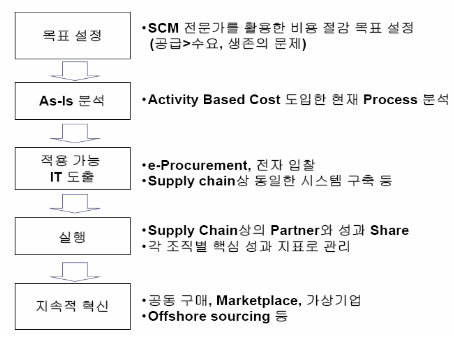 목표 설정
•SCM 전문가를 활용한 비용 절감 목표 설정
(공급>수요, 생존의 문제)
As-Is 분석
•Activity Based Cost 도입한 현재 Process 분석
적용 가능
IT 도출
•e-Procurement, 전자 입찰
•Supply chain상 동일한 시스템 구축 등
실행
•Supply Chain상의 Partner와 성과 Share
•각 조직별 핵심 성과 지표로 관리
지속적 혁신
•공동 구매, Marketplace, 가상기업
•Offshore sourcing 등